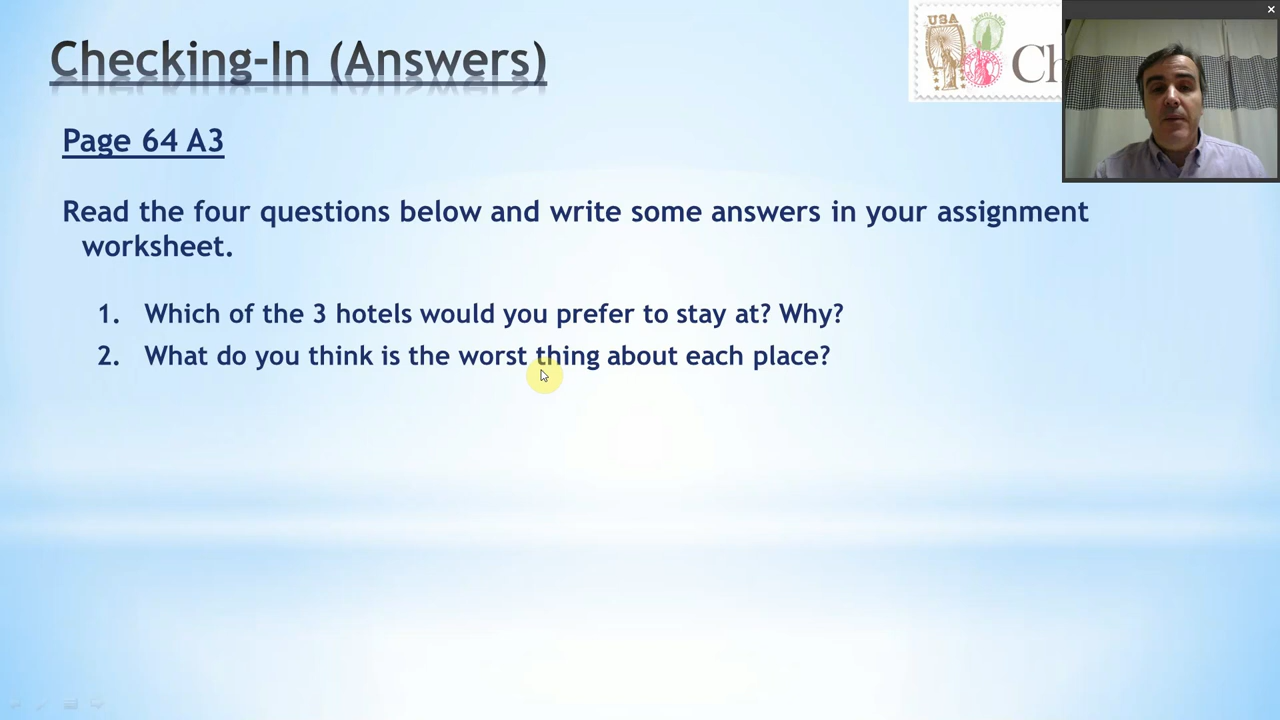 Checking-In (Answers)
USA
ENGLAND
Ch
Page 64 A3
Read the four questions below and write some answers in your assignment
worksheet.
1. Which of the 3 hotels would you prefer to stay at? Why?
2. What do you think is the worst thing about each place?